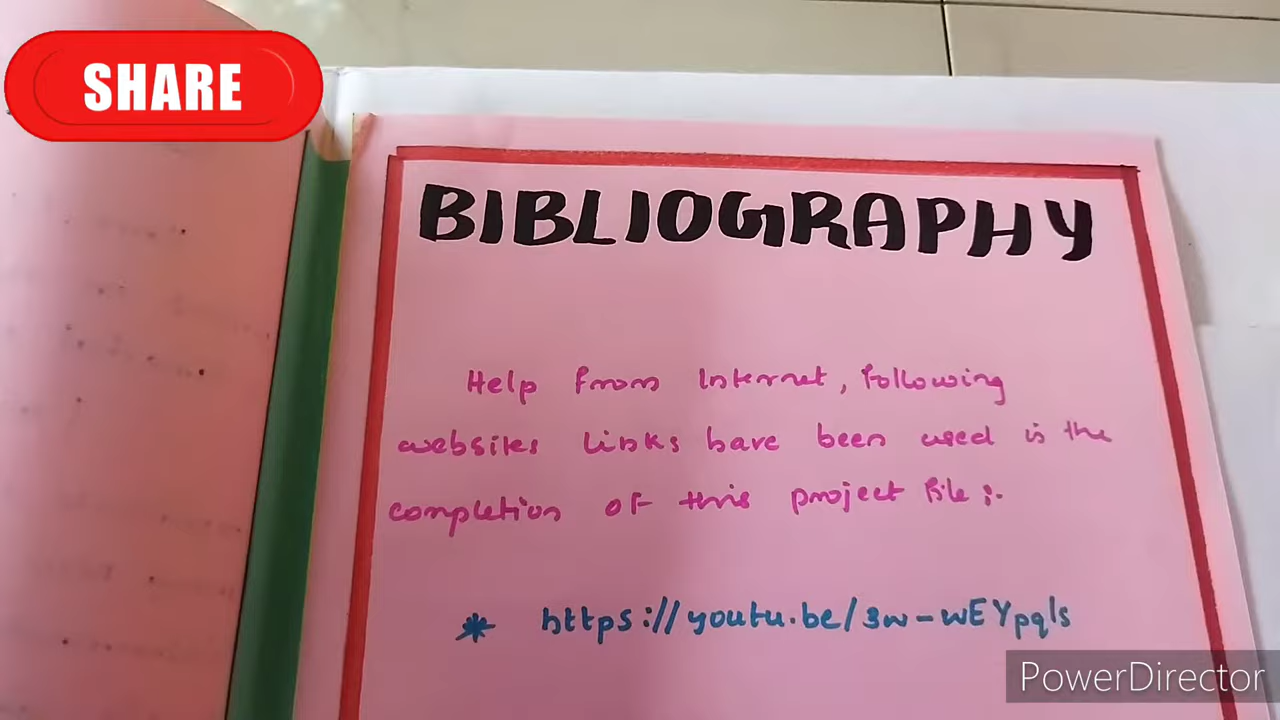 SHARE
BIBLIOGRAPHY
Help from Internet, following
websites links have been used is the
completion of this project file :-
* https://youtu.be/3w-wEYpqls
PowerDirector